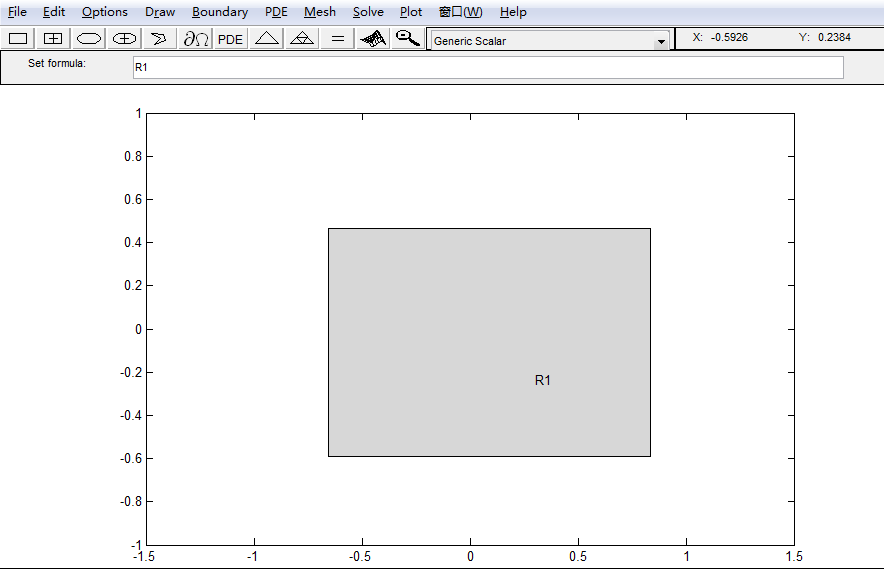 File Edit Options Draw Boundary PDE Mesh Solve Plot 窗口(W) Help
∂Ω PDE = Generic Scalar X: -0.5926 Y: 0.2384
Set formula: R1
1
0.8
0.6
0.4
0.2
0
-0.2
R1
-0.4
-0.6
-0.8
-1
-1.5 -1 -0.5 0 0.5 1 1.5